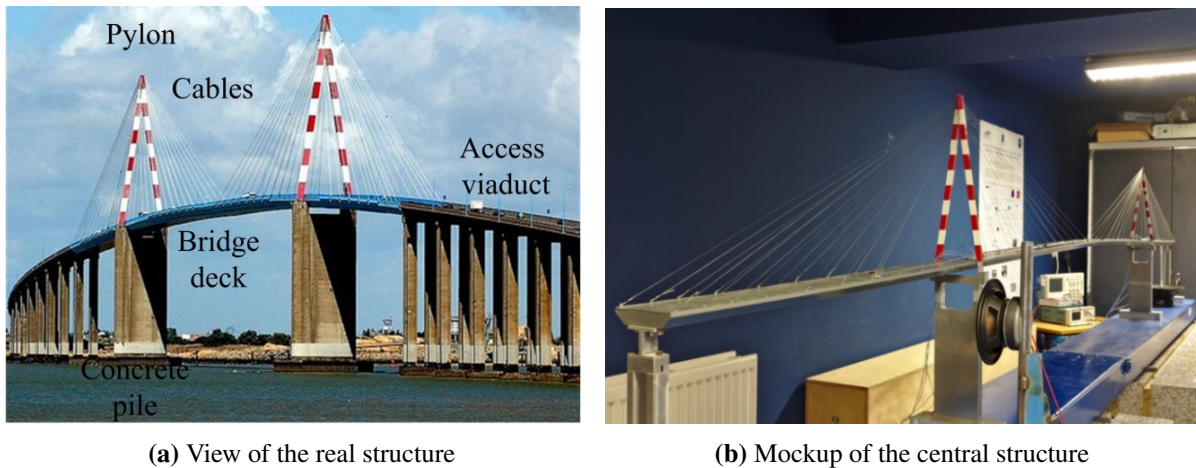 Pylon
Cables
Access
viaduct
Bridge
deck
Concrete
pile
(a) View of the real structure
(b) Mockup of the central structure